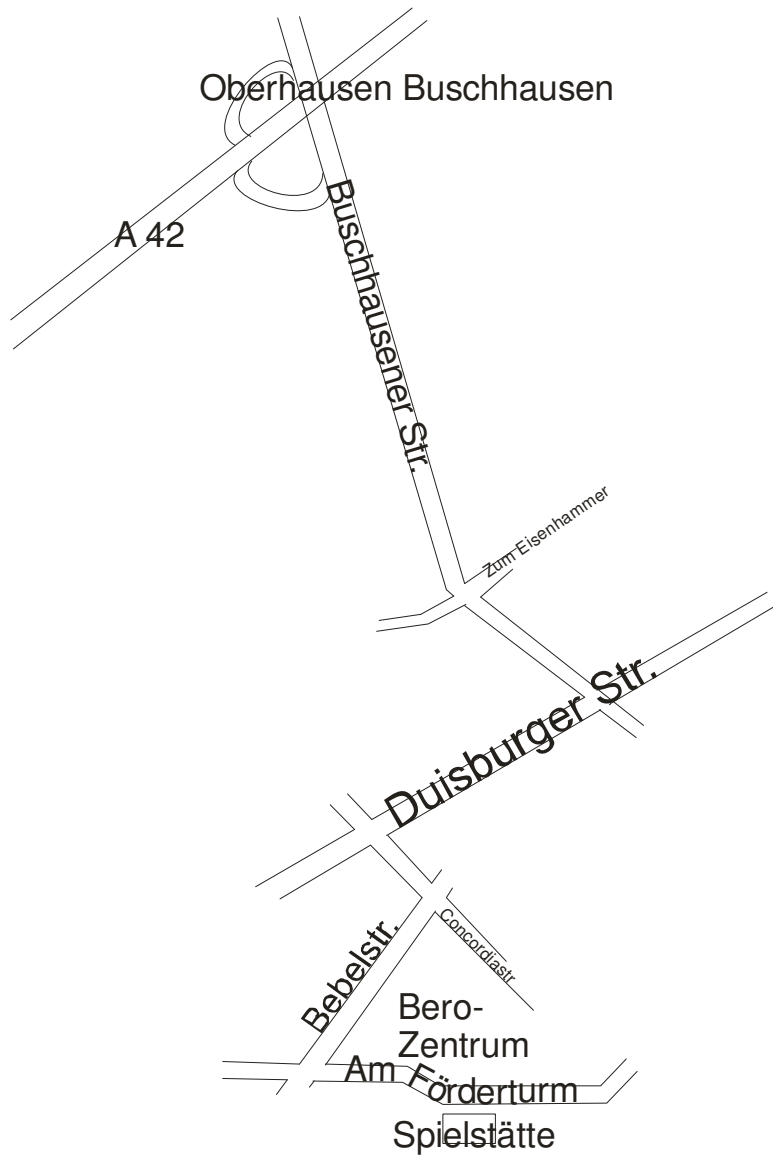 Oberhausen Buschhausen
A 42
Buschhausener Str.
Zum Eisenhammer
Duisburger Str.
Concordiastr
Bebelstr.
Bero-
Zentrum
Am Förderturm
Spielstätte